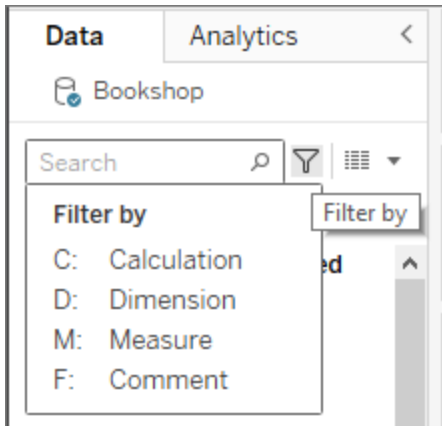 Data Analytics
Bookshop
Search
Filter by
Filter by
C: Calculation
D: Dimension
M: Measure
F: Comment